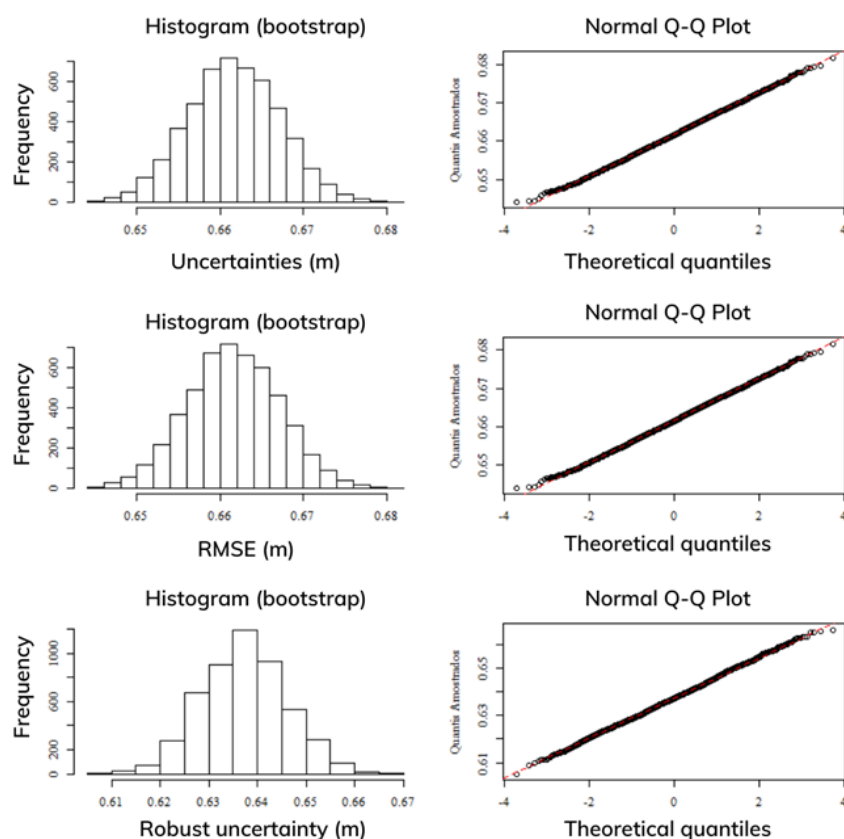 Histogram (bootstrap)
Frequency
0 200 400 600
0.65 0.66 0.67 0.68
Uncertainties (m)
Normal Q-Q Plot
Quantis Amostrados
0.65 0.66 0.67 0.68
-4 -2 0 2 4
Theoretical quantiles
Histogram (bootstrap)
Frequency
0 200 400 600
0.65 0.66 0.67 0.68
RMSE (m)
Normal Q-Q Plot
Quantis Amostrados
0.65 0.66 0.67 0.68
-4 -2 0 2 4
Theoretical quantiles
Histogram (bootstrap)
Frequency
0 200 600 1000
0.61 0.62 0.63 0.64 0.65 0.66 0.67
Robust uncertainty (m)
Normal Q-Q Plot
Quantis Amostrados
0.61 0.63 0.65
-4 -2 0 2 4
Theoretical quantiles